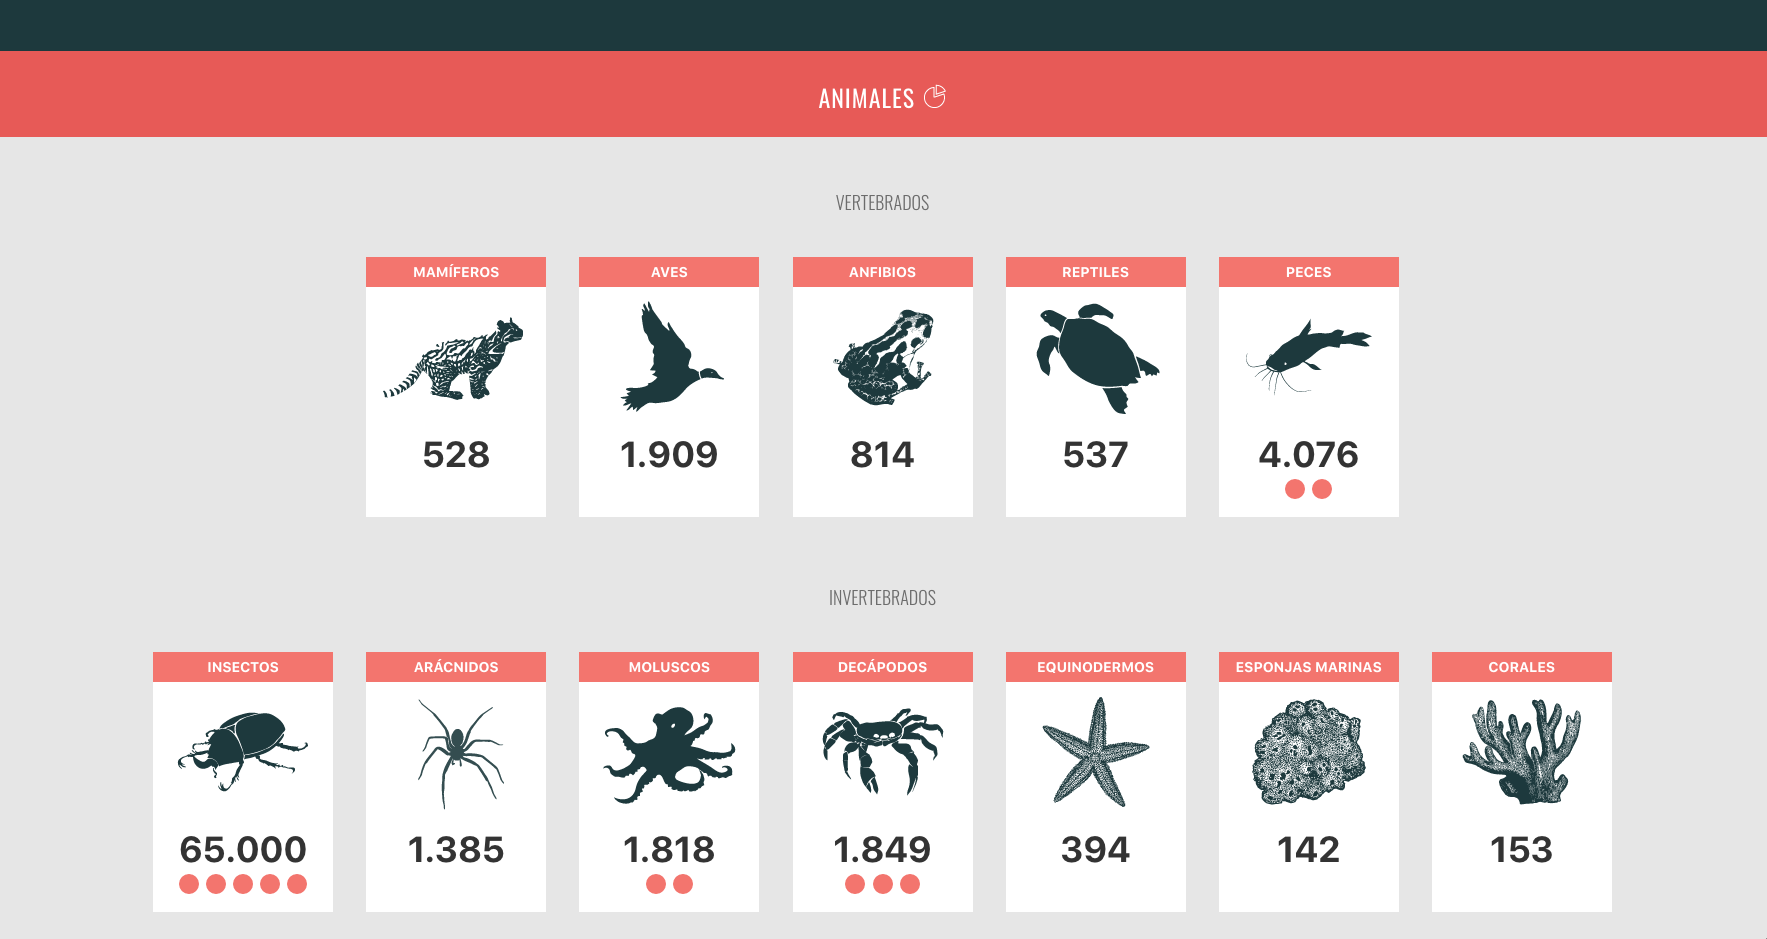 ANIMALES
VERTEBRADOS
MAMÍFEROS
528
AVES
1.909
ANFIBIOS
814
REPTILES
537
PECES
4.076
INVERTEBRADOS
INSECTOS
65.000
ARÁCNIDOS
1.385
MOLUSCOS
1.818
DECÁPODOS
1.849
EQUINODERMOS
394
ESPONJAS MARINAS
142
CORALES
153